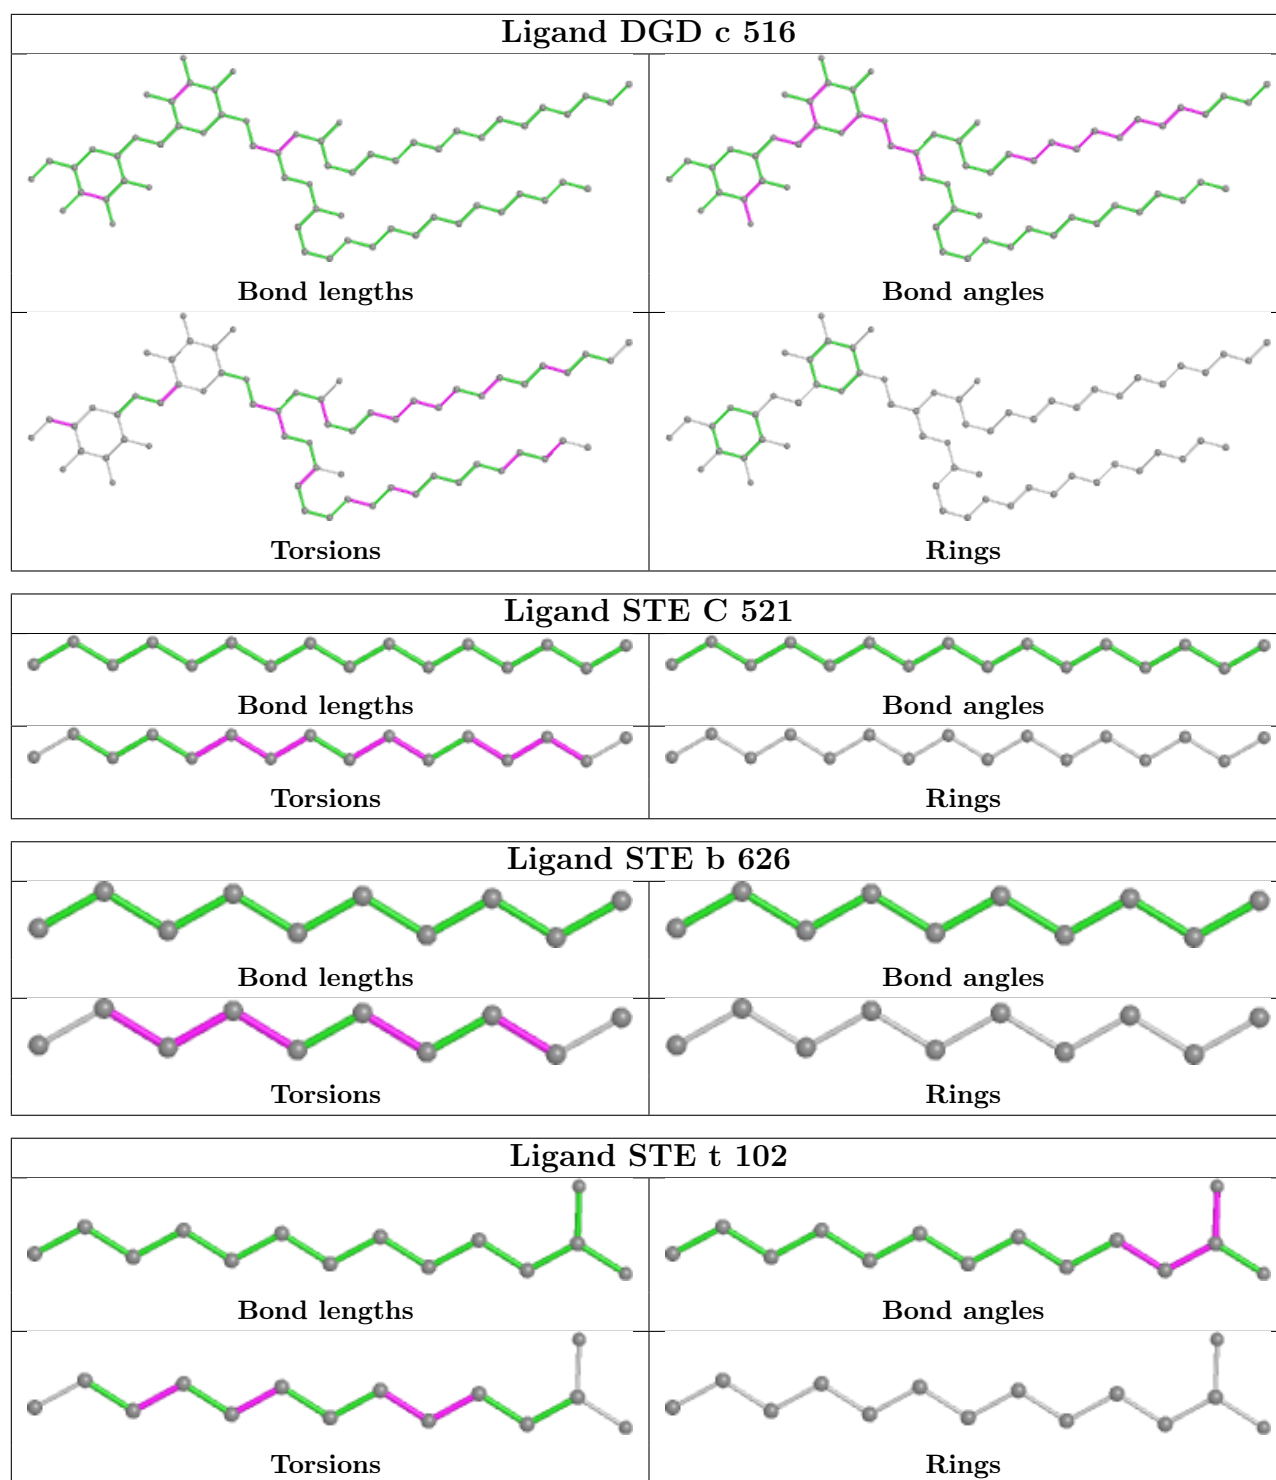 Ligand DGD c 516
Bond lengths
Bond angles
Torsions
Rings
Ligand STE C 521
Bond lengths
Bond angles
Torsions
Rings
Ligand STE b 626
Bond lengths
Bond angles
Torsions
Rings
Ligand STE t 102
Bond lengths
Bond angles
Torsions
Rings